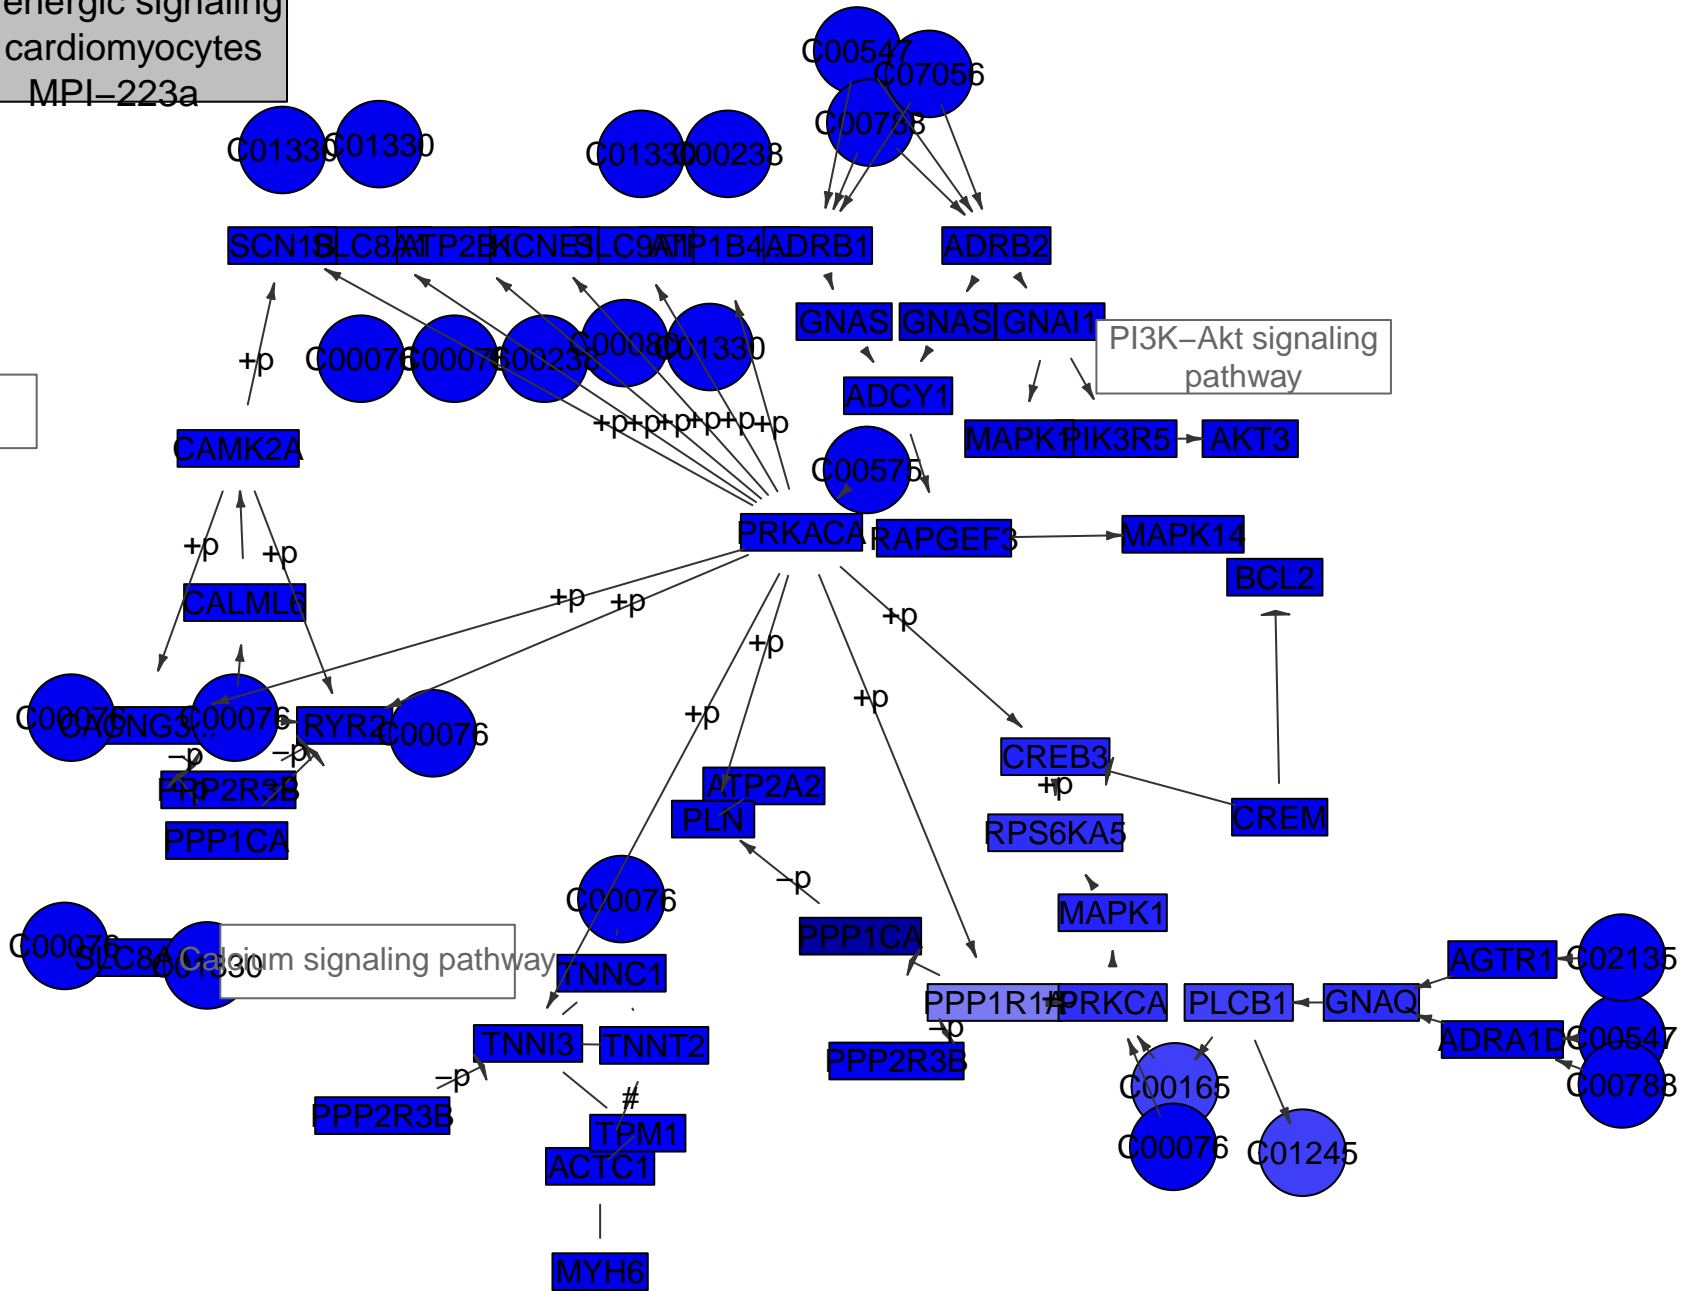 energic signaling
cardiomyocytes
MPI−223a
C00547
C07056
C00788
C01330
C01330
C01330
C00238
SCN1B
SLC8A1
ATP2B1
KCNE1
SLC9A1
ATP1B4...
ADRB1
ADRB2
GNAS
GNAS
GNAI1
PI3K−Akt signaling
pathway
C00076
C00076
C00238
C00080
C01330
+p
ADCY1
+p
+p
+p
+p
+p
+p
CAMK2A
MAPK1
PIK3R5
AKT3
C00575
PRKACA
RAPGEF3
MAPK14
+p
+p
BCL2
CALML6
+p
+p
+p
+p
C00076
CACNG3...
C00076
RYR2
C00076
+p
+p
−p
−p
CREB3
+p
PPP2R3B
+p
+p
ATP2A2
PLN
PPP1CA
RPS6KA5
CREM
−p
C00076
MAPK1
PPP1CA
C00076
SLC8A1
C01330
Calcium signaling pathway
TNNC1
AGTR1
C02135
PPP1R1A
+p
PRKCA
PLCB1
GNAQ
−p
TNNI3
TNNT2
PPP2R3B
ADRA1D
C00547
C00788
−p
C00165
#
PPP2R3B
TPM1
C00076
C01245
ACTC1
MYH6